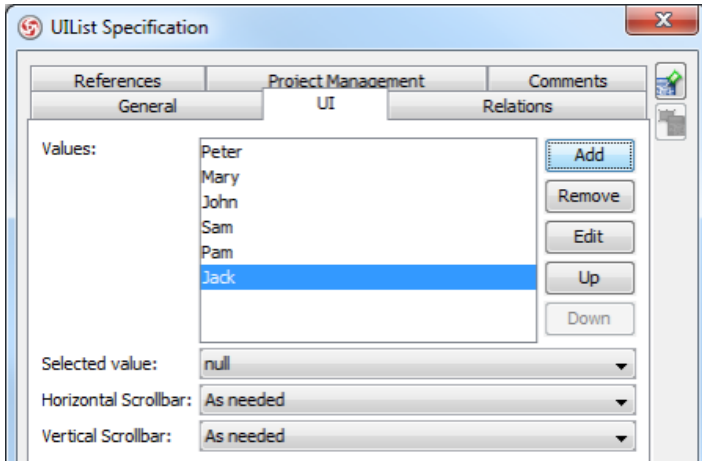 UIList Specification
References Project Management Comments
General UI Relations
Values:
Peter
Mary
John
Sam
Pam
Jack
Add
Remove
Edit
Up
Down
Selected value: null
Horizontal Scrollbar: As needed
Vertical Scrollbar: As needed